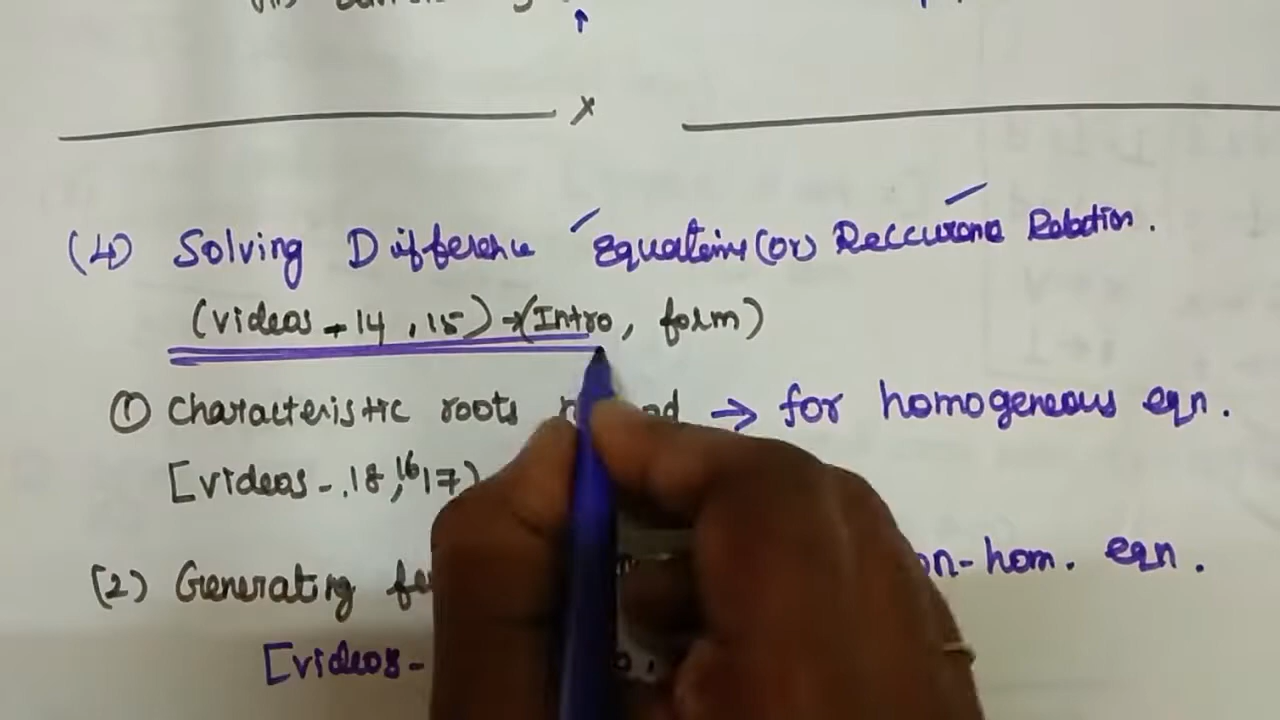 (4) Solving Difference Equations (or) Reccurence Relation.
(Videos - 14, 15) → (Intro, form)
① Characteristic roots → for homogeneous eqn.
[Videos - 18, 16, 17)
(2) Generating on-hom. eqn.
[Videos -